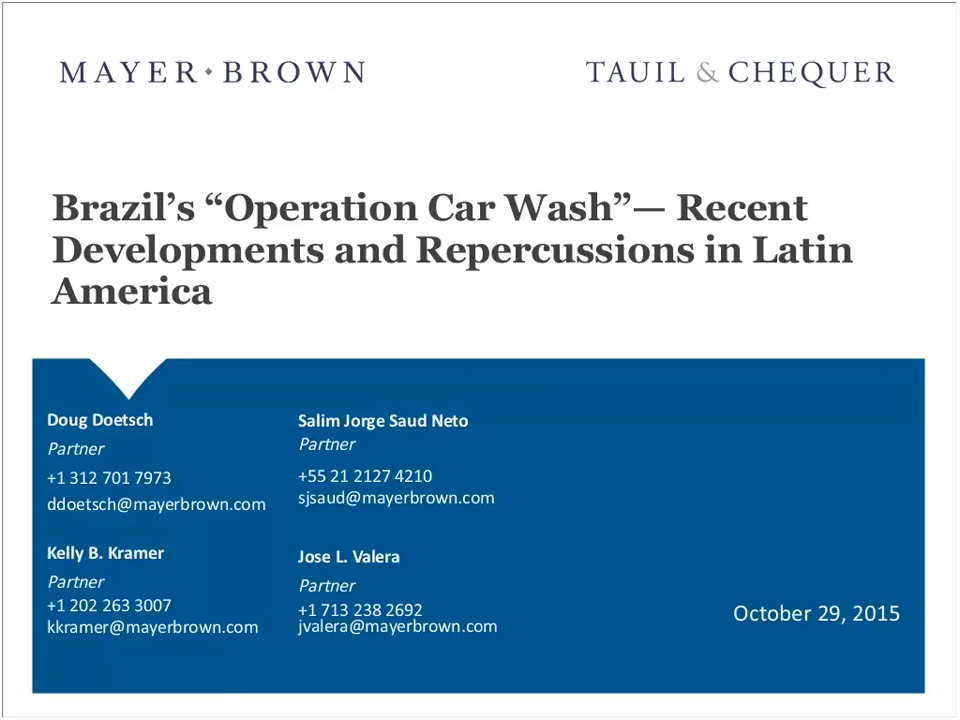 MAYER•BROWN
TAUIL & CHEQUER
Brazil’s “Operation Car Wash”— Recent
Developments and Repercussions in Latin
America
Doug Doetsch
Partner
+1 312 701 7973
ddoetsch@mayerbrown.com
Salim Jorge Saud Neto
Partner
+55 21 2127 4210
sjsaud@mayerbrown.com
Kelly B. Kramer
Partner
+1 202 263 3007
kkramer@mayerbrown.com
Jose L. Valera
Partner
+1 713 238 2692
jvalera@mayerbrown.com
October 29, 2015